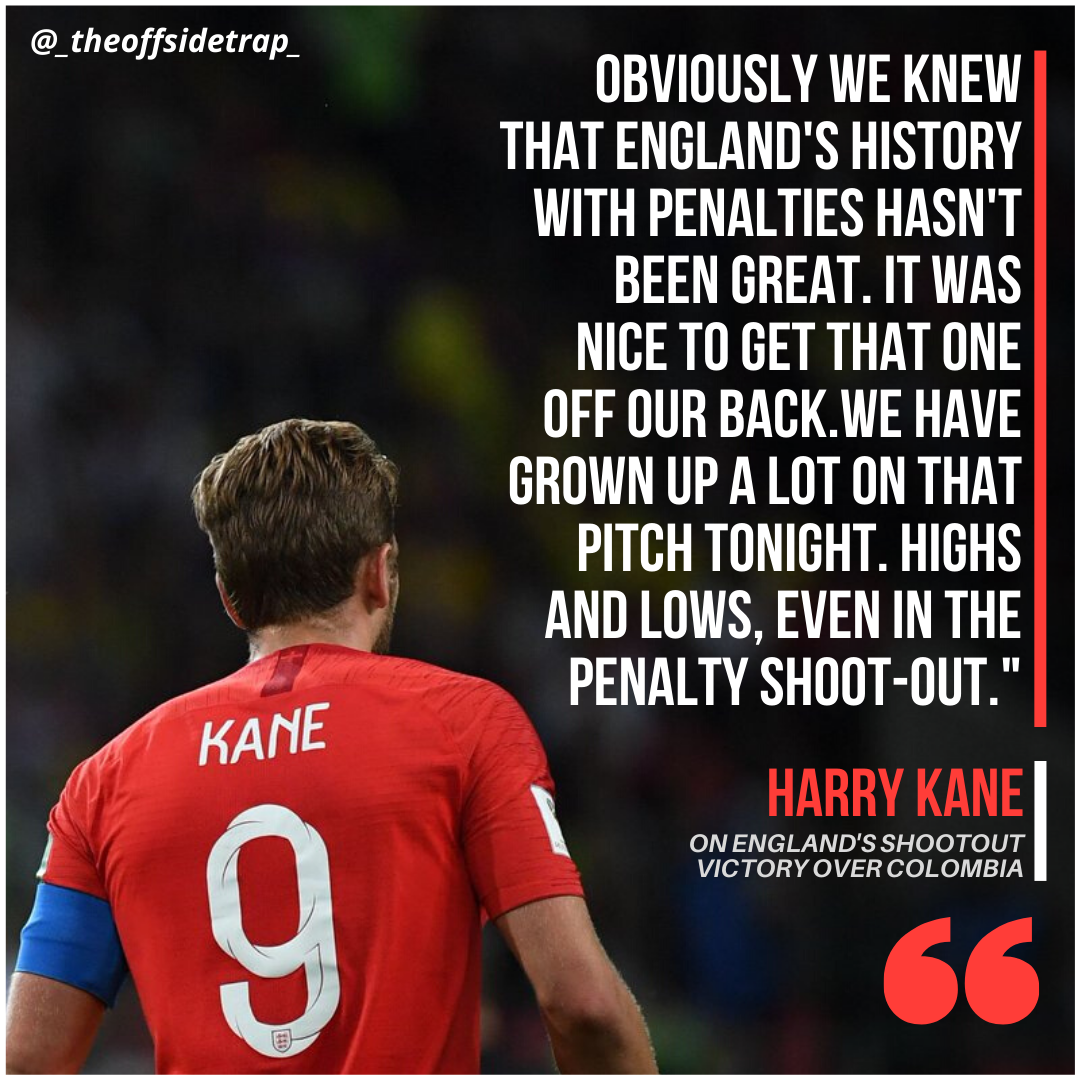 @_theoffsidetrap_
OBVIOUSLY WE KNEW
THAT ENGLAND'S HISTORY
WITH PENALTIES HASN'T
BEEN GREAT. IT WAS
NICE TO GET THAT ONE
OFF OUR BACK.WE HAVE
GROWN UP A LOT ON THAT
PITCH TONIGHT. HIGHS
AND LOWS, EVEN IN THE
PENALTY SHOOT-OUT."
HARRY KANE
ON ENGLAND'S SHOOTOUT
VICTORY OVER COLOMBIA
“
KANE
9